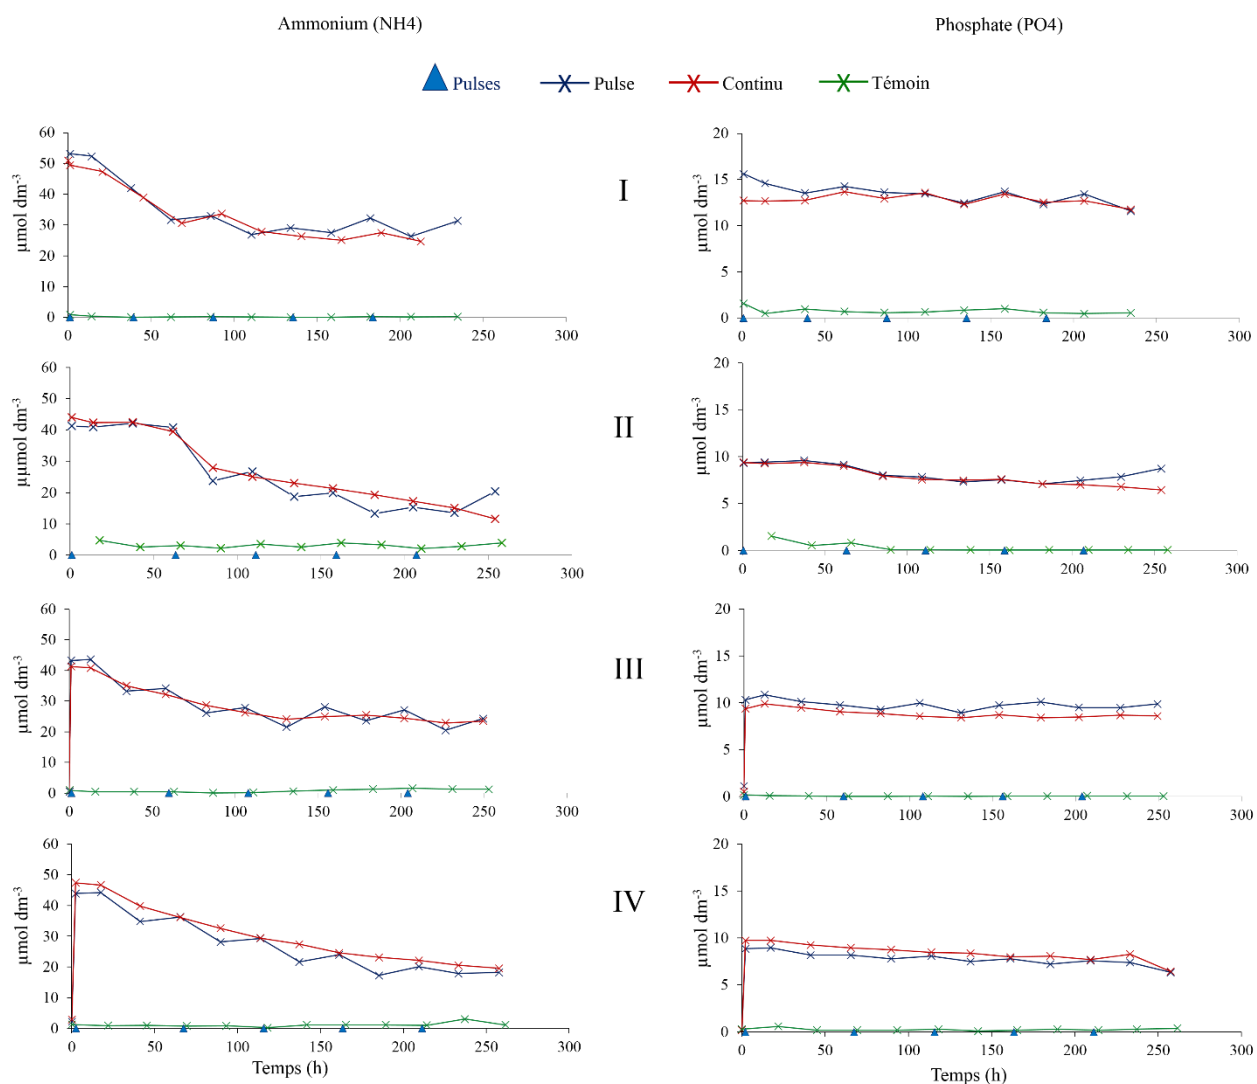 Ammonium (NH4) Phosphate (PO4)
Pulses Pulse Continu Témoin
I
µmol dm-3
60
50
40
30
20
10
0
0 50 100 150 200 250 300
µmol dm-3
20
15
10
5
0
0 50 100 150 200 250 300
II
µµmol dm-3
60
50
40
30
20
10
0
0 50 100 150 200 250 300
µmol dm-3
20
15
10
5
0
0 50 100 150 200 250 300
III
µmol dm-3
60
50
40
30
20
10
0
0 50 100 150 200 250 300
µmol dm-3
20
15
10
5
0
0 50 100 150 200 250 300
IV
µmol dm-3
60
50
40
30
20
10
0
0 50 100 150 200 250 300
Temps (h)
µmol dm-3
20
15
10
5
0
0 50 100 150 200 250 300
Temps (h)